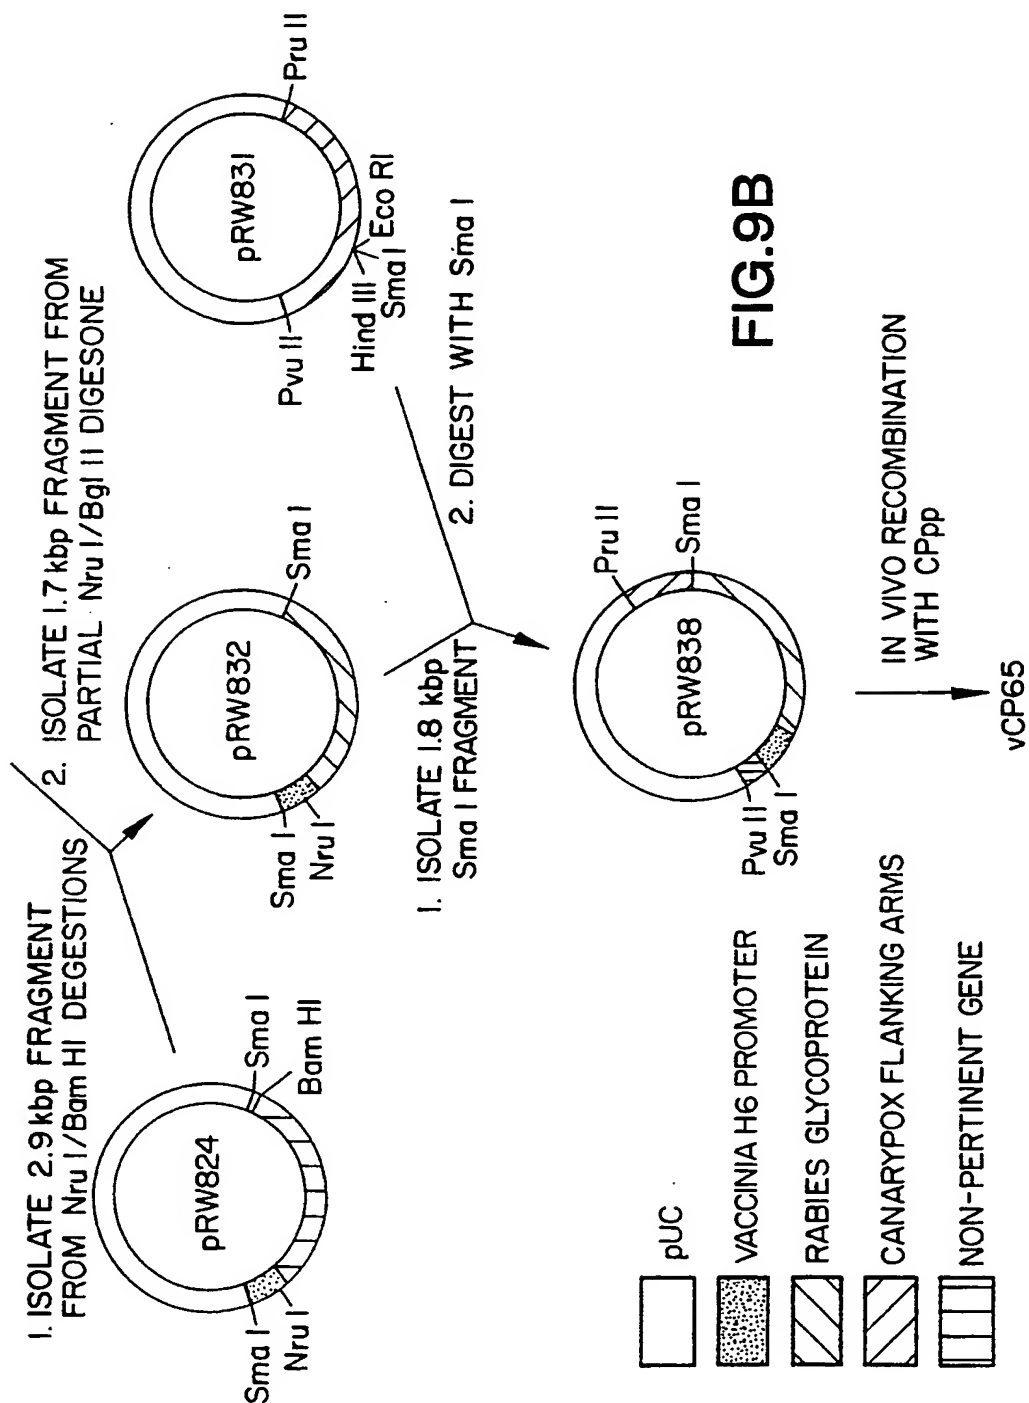 1. ISOLATE 2.9 kbp FRAGMENT
FROM Nru I/Bam HI DEGESTIONS
2. ISOLATE 1.7 kbp FRAGMENT FROM
PARTIAL Nru I/Bgl II DIGESONE
pRW824
Sma I
Nru I
Sma I
Bam HI
pRW832
Sma I
Nru I
Sma I
pRW831
Pvu II
Hind III
Sma I
Eco RI
Pru II
1. ISOLATE 1.8 kbp
Sma I FRAGMENT
2. DIGEST WITH Sma I
pRW838
Pvu II
Sma I
Pru II
Sma I
IN VIVO RECOMBINATION
WITH CPpp
vCP65
pUC
VACCINIA H6 PROMOTER
RABIES GLYCOPROTEIN
CANARYPOX FLANKING ARMS
NON-PERTINENT GENE
FIG.9B